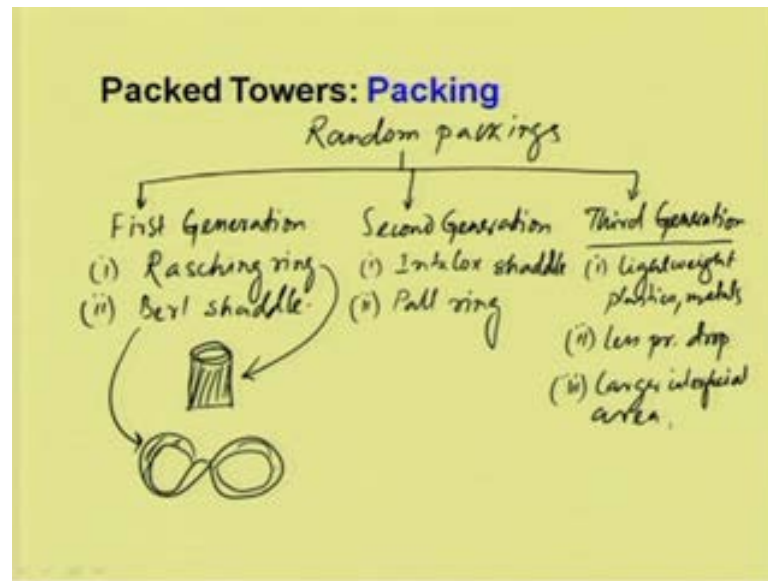 Packed Towers: Packing
Random packings
First Generation
(i) Rasching ring
(ii) Berl shaddle.
Second Generation
(i) Intalox shaddle
(ii) Pall ring
Third Generation
(i) Lightweight
plastics, metals
(ii) Less pr. drop
(iii) Larger interfacial
area.